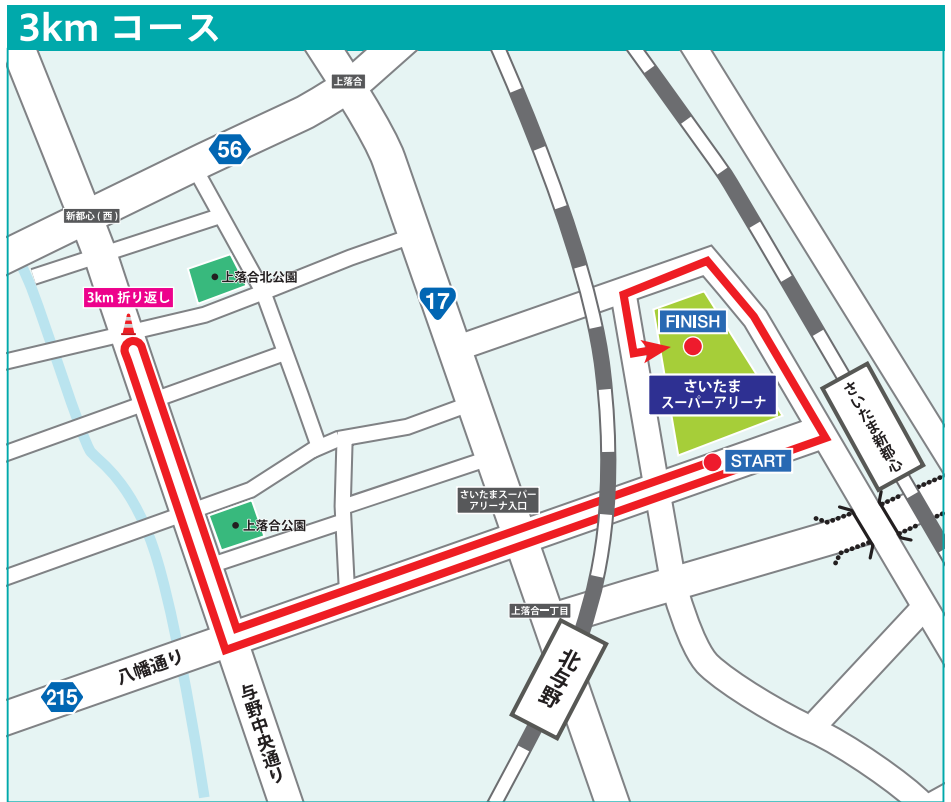 3km コース
上落合
56
新都心(西)
上落合北公園
3km 折り返し
17
FINISH
さいたま
スーパーアリーナ
さいたま新都心
START
さいたまスーパー
アリーナ入口
上落合公園
上落合一丁目
北与野
八幡通り
215
与野中央通り